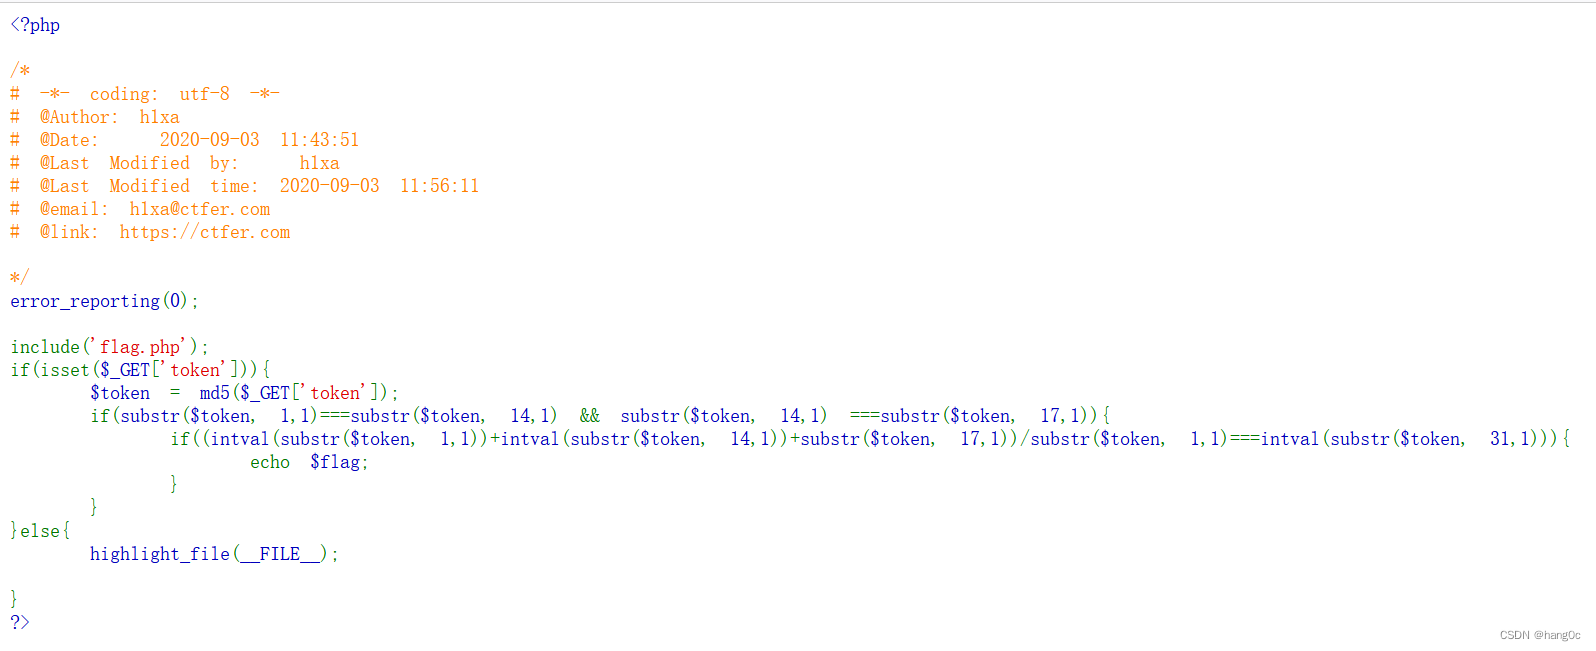 <?php
/*
# -*- coding: utf-8 -*-
# @Author: h1xa
# @Date:   2020-09-03 11:43:51
# @Last Modified by:   h1xa
# @Last Modified time: 2020-09-03 11:56:11
# @email: h1xa@ctfer.com
# @link: https://ctfer.com
*/
error_reporting(0);
include('flag.php');
if(isset($_GET['token'])){
    $token = md5($_GET['token']);
    if(substr($token, 1,1)===substr($token, 14,1) && substr($token, 14,1) ===substr($token, 17,1)){
        if((intval(substr($token, 1,1))+intval(substr($token, 14,1))+substr($token, 17,1))/substr($token, 1,1)===intval(substr($token, 31,1))){
            echo $flag;
        }
    }
}else{
    highlight_file(__FILE__);
}
?>
CSDN @hang0c